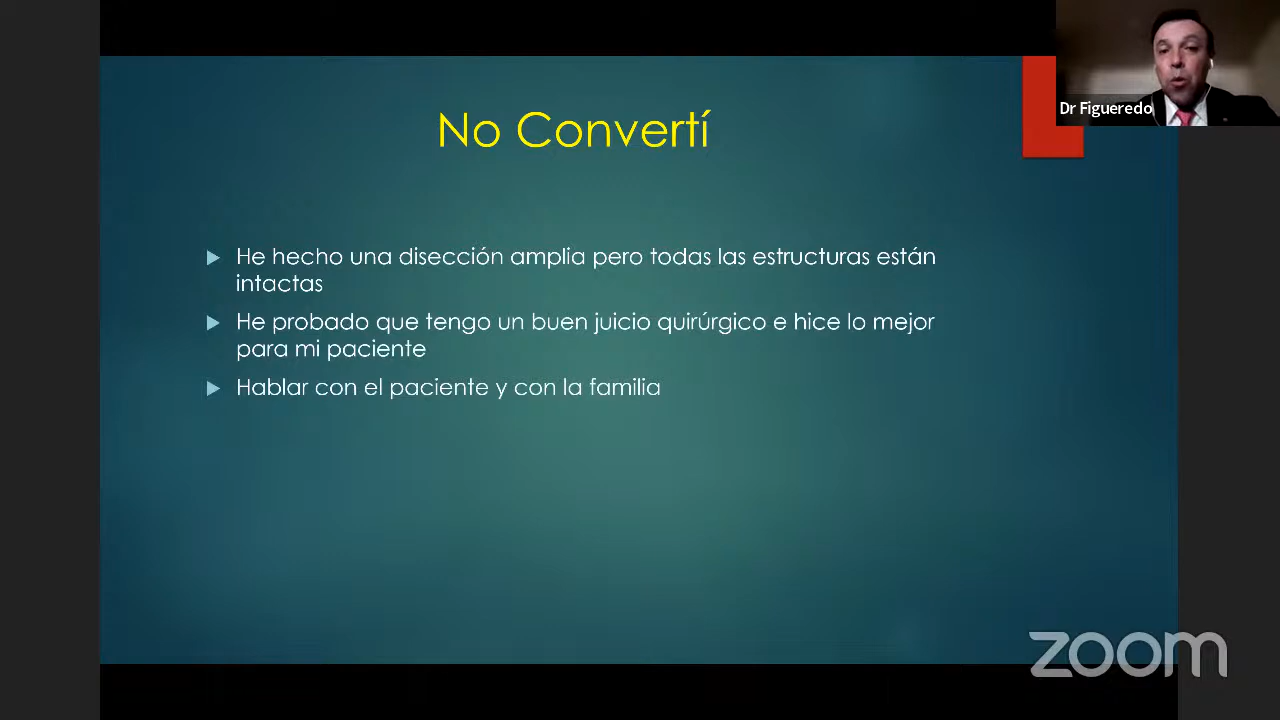 Dr Figueredo
No Convertí
He hecho una disección amplia pero todas las estructuras están
intactas
He probado que tengo un buen juicio quirúrgico e hice lo mejor
para mi paciente
Hablar con el paciente y con la familia
zoom